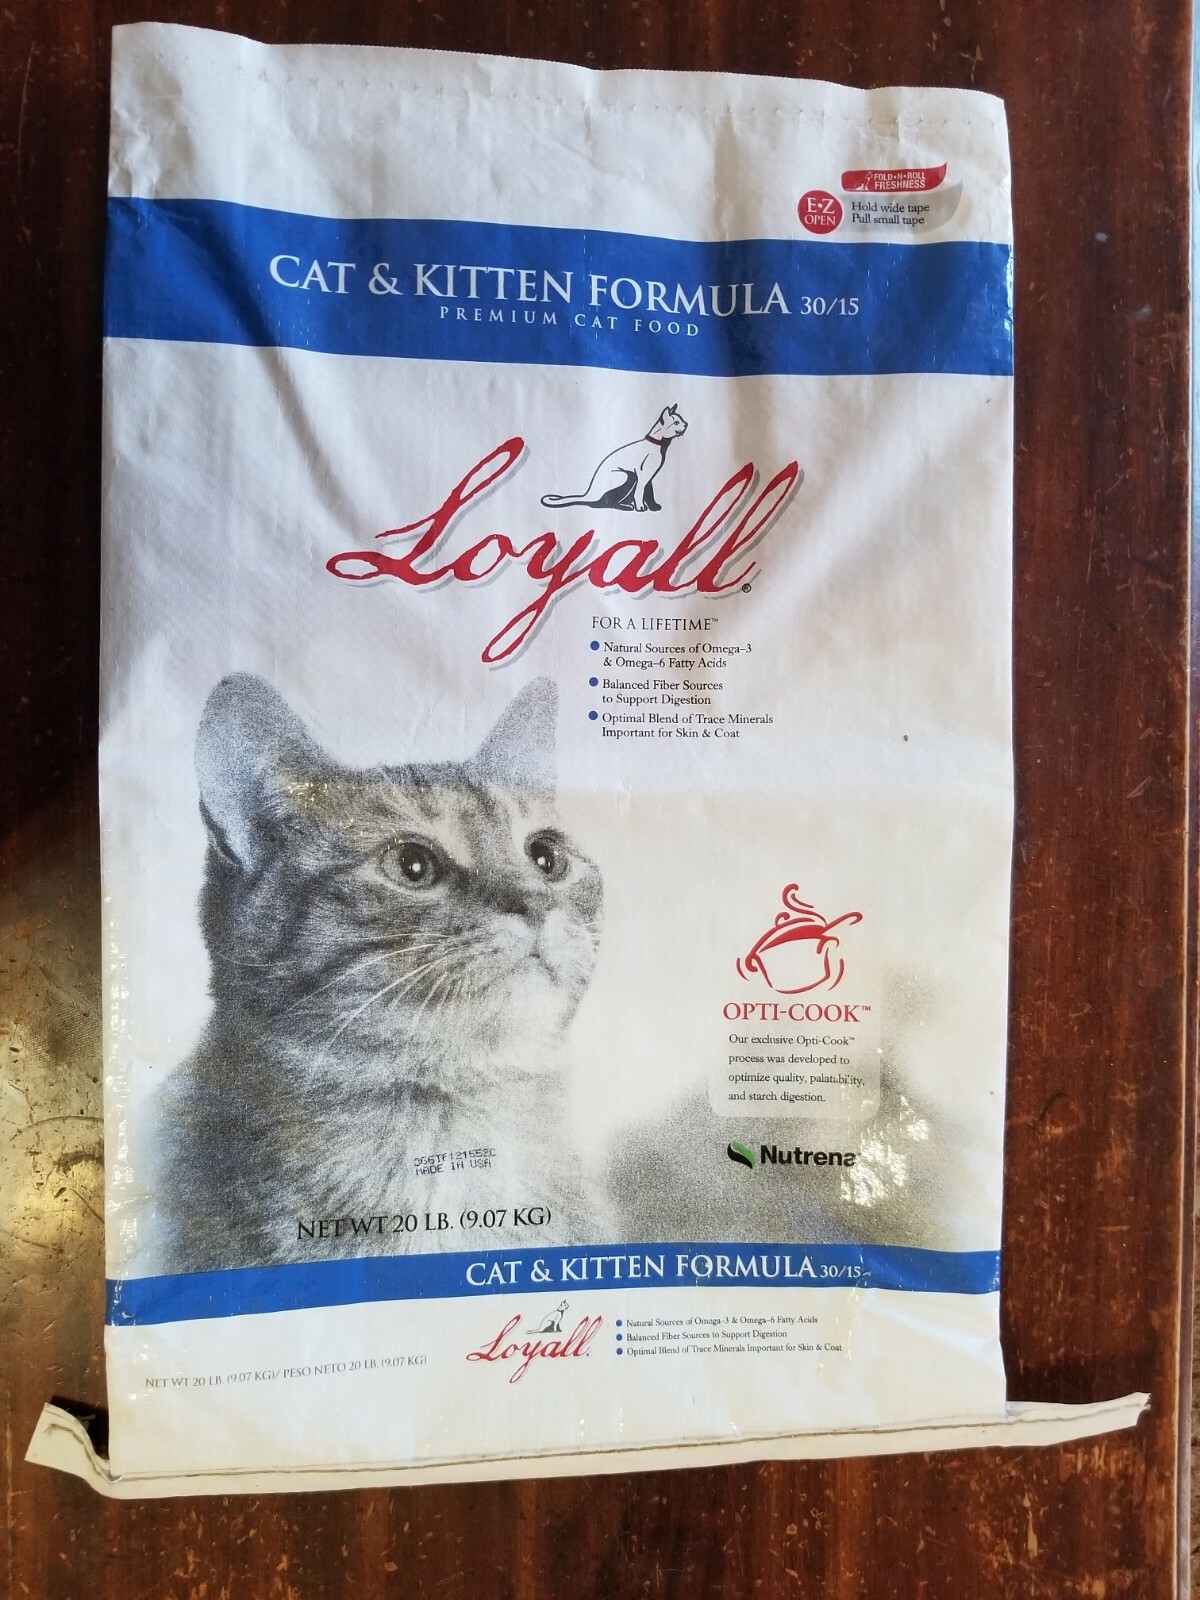 FOLD•N•ROLL
FRESHNESS
E•Z
OPEN
Hold wide tape
Pull small tape
CAT & KITTEN FORMULA 30/15
PREMIUM CAT FOOD
Loyall®
FOR A LIFETIME™
• Natural Sources of Omega–3
& Omega–6 Fatty Acids
• Balanced Fiber Sources
to Support Digestion
• Optimal Blend of Trace Minerals
Important for Skin & Coat
OPTI-COOK™
Our exclusive Opti-Cook™
process was developed to
optimize quality, palatability,
and starch digestion.
Nutrena
MADE IN USA
NET WT 20 LB. (9.07 KG)
CAT & KITTEN FORMULA 30/15
Loyall.
• Natural Sources of Omega–3 & Omega–6 Fatty Acids
• Balanced Fiber Sources to Support Digestion
• Optimal Blend of Trace Minerals Important for Skin & Coat
NET WT 20 LB. (9.07 KG)/ PESO NETO 20 LB. (9.07 KG)